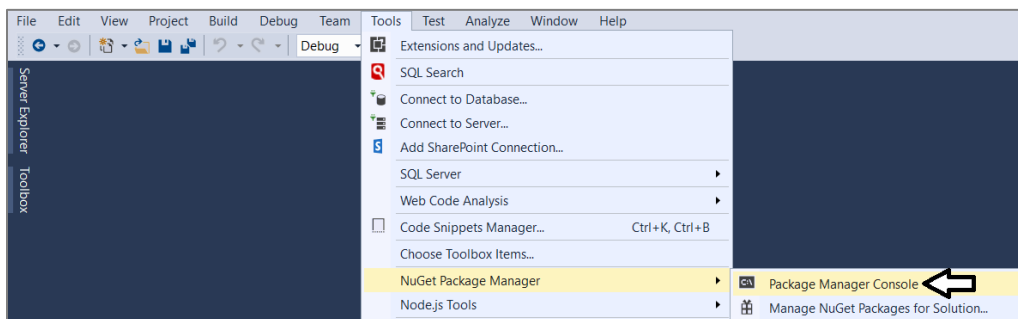 File Edit View Project Build Debug Team Tools Test Analyze Window Help
Debug
Extensions and Updates...
SQL Search
Connect to Database...
Connect to Server...
Add SharePoint Connection...
SQL Server
Web Code Analysis
Code Snippets Manager... Ctrl+K, Ctrl+B
Choose Toolbox Items...
NuGet Package Manager
Node.js Tools
Package Manager Console
Manage NuGet Packages for Solution...
Server Explorer
Toolbox